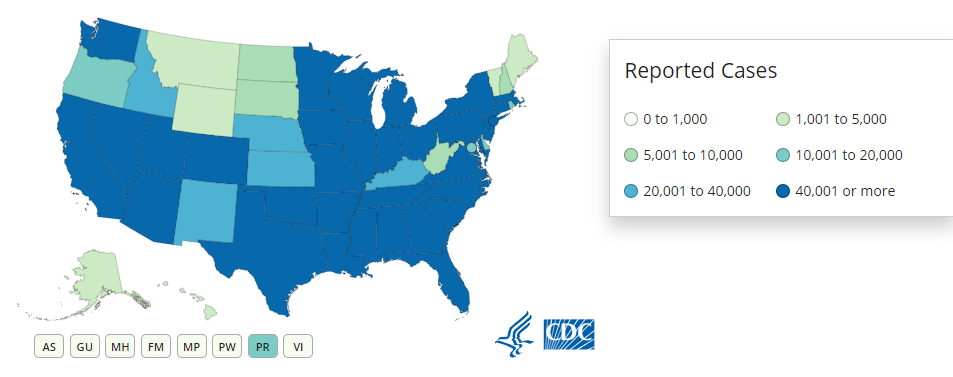 Reported Cases
0 to 1,000
1,001 to 5,000
5,001 to 10,000
10,001 to 20,000
20,001 to 40,000
40,001 or more
CDC
AS GU MH FM MP PW PR VI